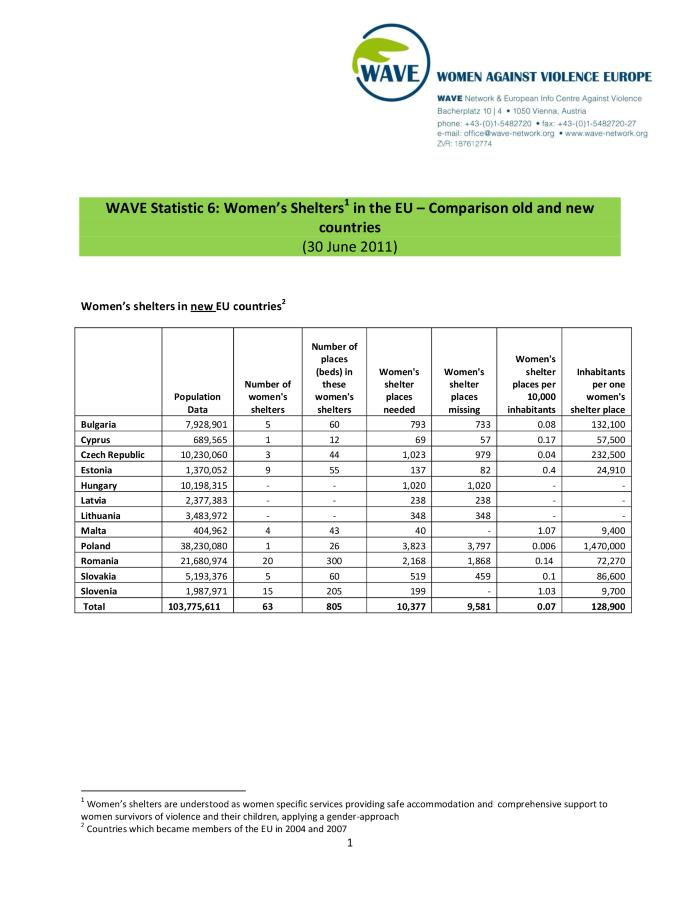 WAVE
WOMEN AGAINST VIOLENCE EUROPE
WAVE Network & European Info Centre Against Violence
Bacherplatz 10 | 4 • 1050 Vienna, Austria
phone: +43-(0)1-5482720 • fax: +43-(0)1-5482720-27
e-mail: office@wave-network.org • www.wave-network.org
ZVR: 187612774
WAVE Statistic 6: Women's Shelters1 in the EU – Comparison old and new
countries
(30 June 2011)
Women's shelters in new EU countries2
Population Data | Number of women's shelters | Number of places (beds) in these women's shelters | Women's shelter places needed | Women's shelter places missing | Women's shelter places per 10,000 inhabitants | Inhabitants per one women's shelter place
Bulgaria 7,928,901 5 60 793 733 0.08 132,100
Cyprus 689,565 1 12 69 57 0.17 57,500
Czech Republic 10,230,060 3 44 1,023 979 0.04 232,500
Estonia 1,370,052 9 55 137 82 0.4 24,910
Hungary 10,198,315 - - 1,020 1,020 - -
Latvia 2,377,383 - - 238 238 - -
Lithuania 3,483,972 - - 348 348 - -
Malta 404,962 4 43 40 - 1.07 9,400
Poland 38,230,080 1 26 3,823 3,797 0.006 1,470,000
Romania 21,680,974 20 300 2,168 1,868 0.14 72,270
Slovakia 5,193,376 5 60 519 459 0.1 86,600
Slovenia 1,987,971 15 205 199 - 1.03 9,700
Total 103,775,611 63 805 10,377 9,581 0.07 128,900
1 Women's shelters are understood as women specific services providing safe accommodation and comprehensive support to
women survivors of violence and their children, applying a gender-approach
2 Countries which became members of the EU in 2004 and 2007
1